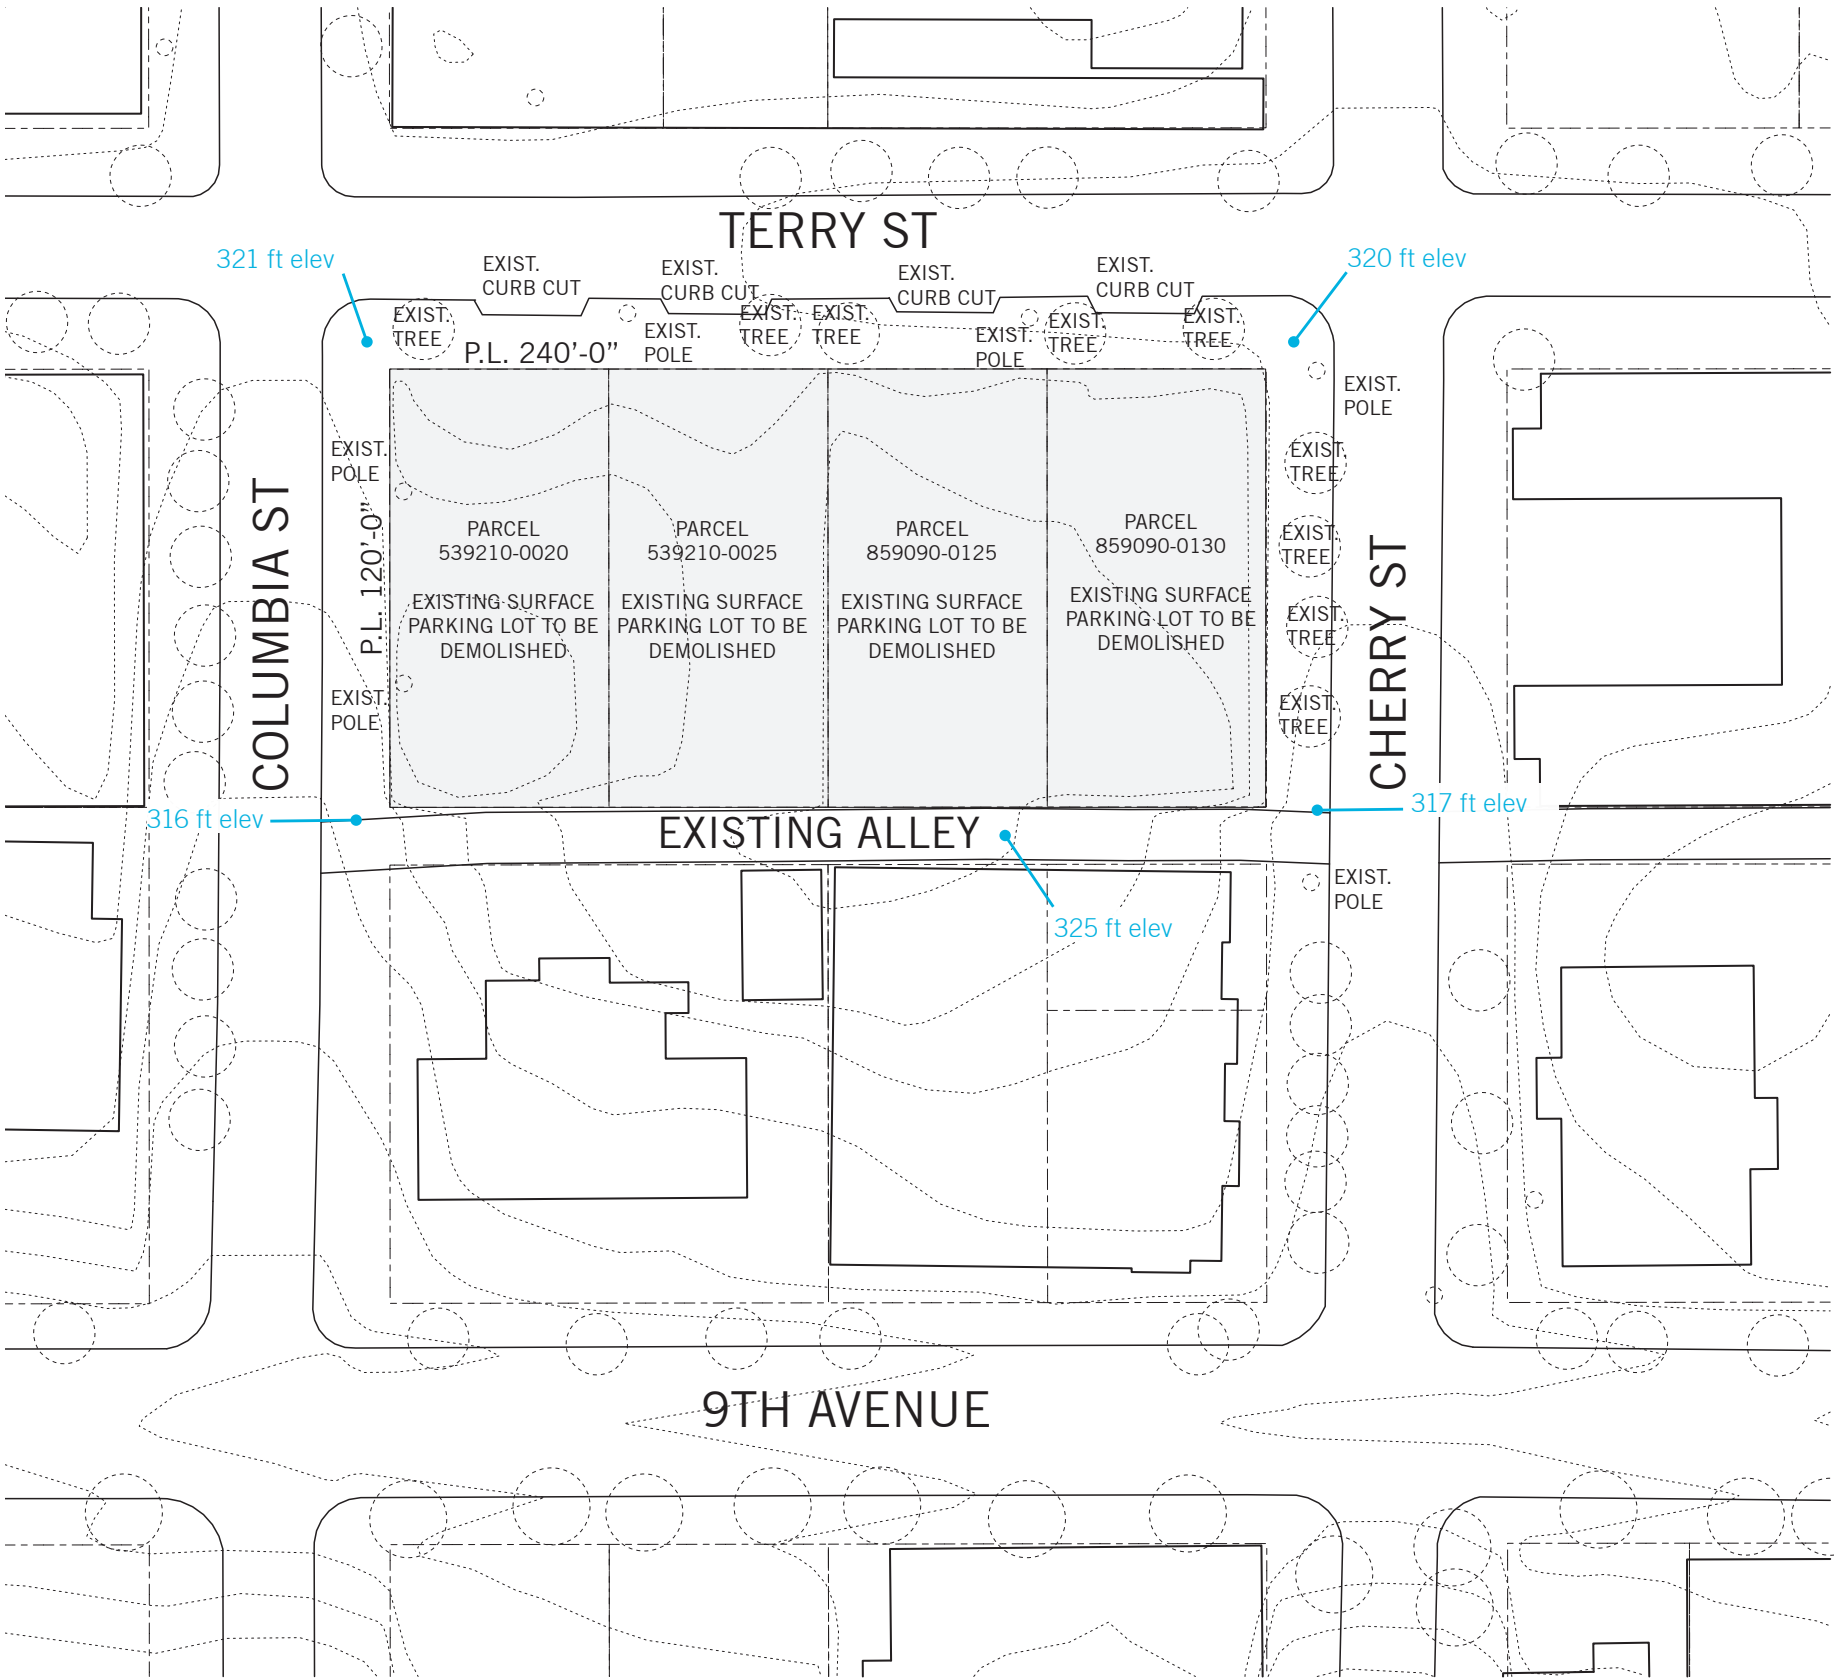 TERRY ST
321 ft elev
320 ft elev
EXIST.
CURB CUT
EXIST.
CURB CUT
EXIST.
CURB CUT
EXIST.
CURB CUT
EXIST.
TREE
EXIST.
POLE
EXIST.
TREE
EXIST.
TREE
EXIST.
POLE
EXIST.
TREE
EXIST.
TREE
P.L. 240’-0”
EXIST.
POLE
EXIST.
POLE
P.L. 120’-0”
EXIST.
POLE
COLUMBIA ST
PARCEL
539210-0020
EXISTING SURFACE
PARKING LOT TO BE
DEMOLISHED
PARCEL
539210-0025
EXISTING SURFACE
PARKING LOT TO BE
DEMOLISHED
PARCEL
859090-0125
EXISTING SURFACE
PARKING LOT TO BE
DEMOLISHED
PARCEL
859090-0130
EXISTING SURFACE
PARKING LOT TO BE
DEMOLISHED
EXIST.
TREE
EXIST.
TREE
EXIST.
TREE
EXIST.
TREE
CHERRY ST
316 ft elev
EXISTING ALLEY
317 ft elev
325 ft elev
EXIST.
POLE
9TH AVENUE